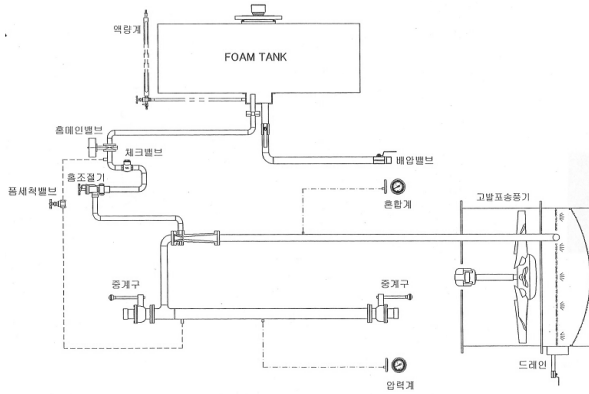 액량계
FOAM TANK
홈메인밸브
체크밸브
배압밸브
홈조절기
폼세척밸브
혼합계
고발포송풍기
중계구
중계구
드레인
압력계